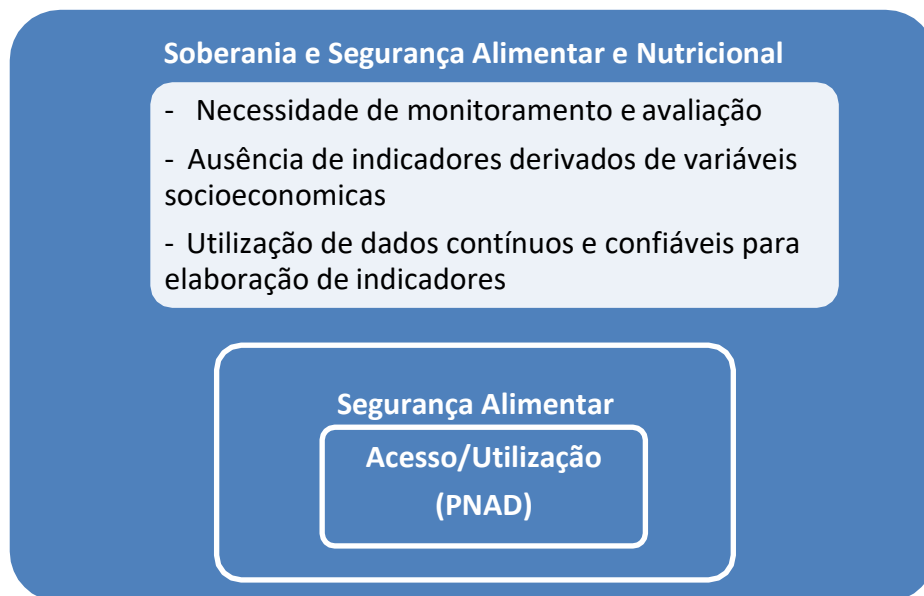 Soberania e Segurança Alimentar e Nutricional
- Necessidade de monitoramento e avaliação
- Ausência de indicadores derivados de variáveis
socioeconomicas
- Utilização de dados contínuos e confiáveis para
elaboração de indicadores
Segurança Alimentar
Acesso/Utilização
(PNAD)